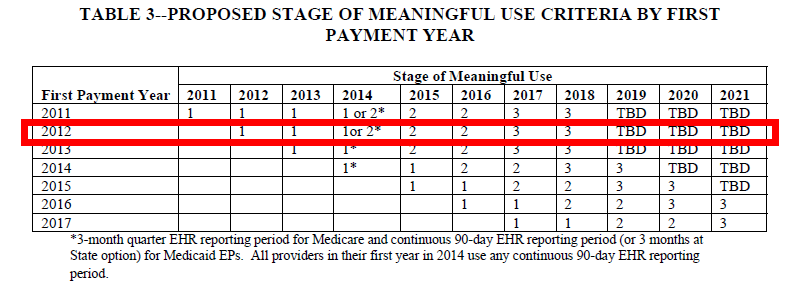 TABLE 3--PROPOSED STAGE OF MEANINGFUL USE CRITERIA BY FIRST
PAYMENT YEAR
Stage of Meaningful Use
First Payment Year 2011 2012 2013 2014 2015 2016 2017 2018 2019 2020 2021
2011 1 1 1 1 or 2* 2 2 3 3 TBD TBD TBD
2012 1 1 1or 2* 2 2 3 3 TBD TBD TBD
2013 1 1* 2 2 3 3 TBD TBD TBD
2014 1* 1 2 2 3 3 TBD TBD
2015 1 1 2 2 3 3 TBD
2016 1 1 2 2 3 3
2017 1 1 2 2 3
*3-month quarter EHR reporting period for Medicare and continuous 90-day EHR reporting period (or 3 months at
State option) for Medicaid EPs. All providers in their first year in 2014 use any continuous 90-day EHR reporting
period.